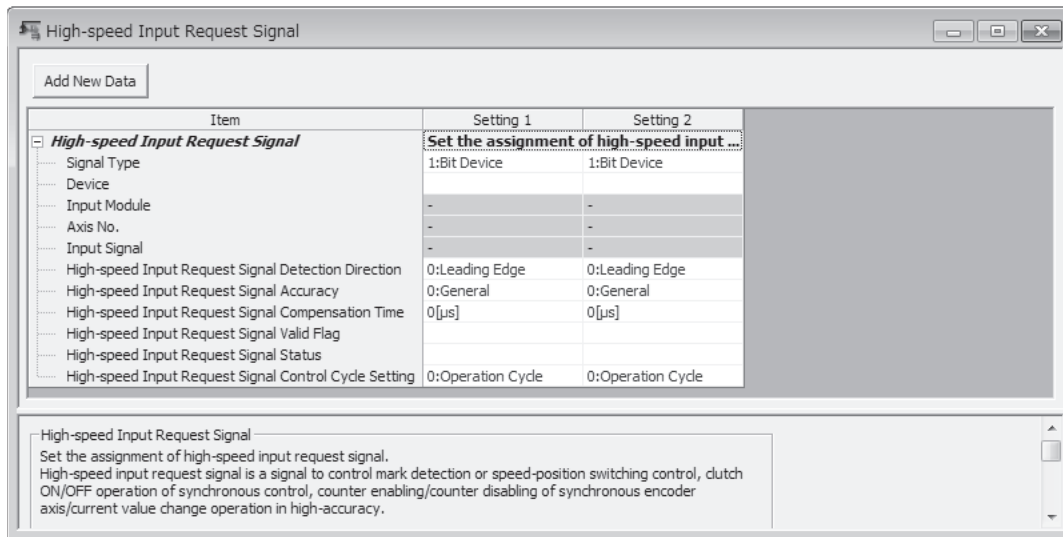 High-speed Input Request Signal
Add New Data
Item Setting 1 Setting 2
High-speed Input Request Signal Set the assignment of high-speed input ...
Signal Type 1:Bit Device 1:Bit Device
Device
Input Module - -
Axis No. - -
Input Signal - -
High-speed Input Request Signal Detection Direction 0:Leading Edge 0:Leading Edge
High-speed Input Request Signal Accuracy 0:General 0:General
High-speed Input Request Signal Compensation Time 0[µs] 0[µs]
High-speed Input Request Signal Valid Flag
High-speed Input Request Signal Status
High-speed Input Request Signal Control Cycle Setting 0:Operation Cycle 0:Operation Cycle
High-speed Input Request Signal
Set the assignment of high-speed input request signal.
High-speed input request signal is a signal to control mark detection or speed-position switching control, clutch
ON/OFF operation of synchronous control, counter enabling/counter disabling of synchronous encoder
axis/current value change operation in high-accuracy.